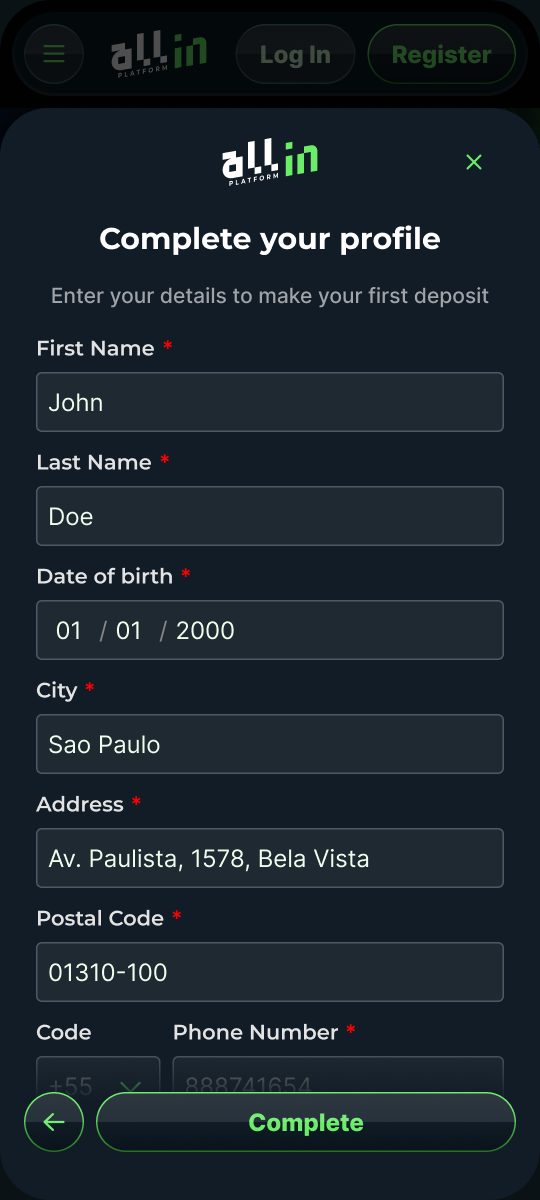 all in
PLATFORM
Log In
Register
all in
PLATFORM
Complete your profile
Enter your details to make your first deposit
First Name *
John
Last Name *
Doe
Date of birth *
01 / 01 / 2000
City *
Sao Paulo
Address *
Av. Paulista, 1578, Bela Vista
Postal Code *
01310-100
Code Phone Number *
+55 888741654
Complete